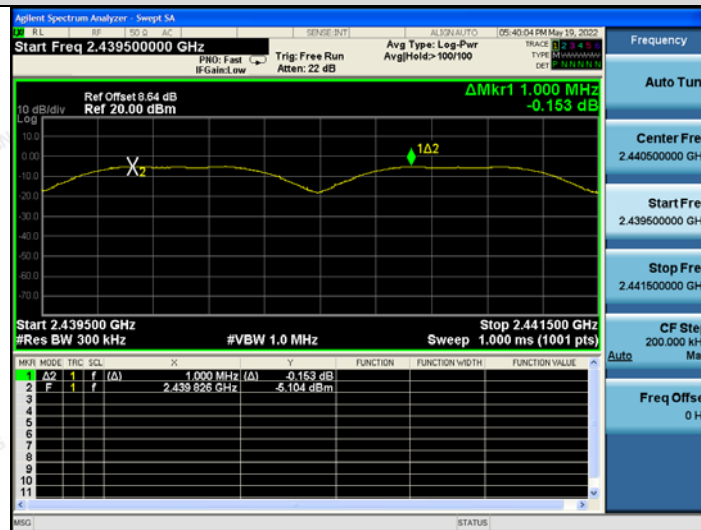 Agilent Spectrum Analyzer - Swept SA
RL RF 50 Ω AC SENSE:INT ALIGN AUTO 05:40:04 PM May 19, 2022
Start Freq 2.439500000 GHz
PNO: Fast
IFGain:Low
Trig: Free Run
Atten: 22 dB
Avg Type: Log-Pwr
Avg|Hold:>100/100
TRACE 1 2 3 4 5 6
TYPE M
DET P N N N N N
ΔMkr1 1.000 MHz
-0.153 dB
Ref Offset 8.64 dB
10 dB/div Ref 20.00 dBm
Log
10.0
0.00
-10.0
-20.0
-30.0
-40.0
-50.0
-60.0
-70.0
X2
1Δ2
Start 2.439500 GHz Stop 2.441500 GHz
#Res BW 300 kHz #VBW 1.0 MHz Sweep 1.000 ms (1001 pts)
MKR MODE TRC SCL X Y FUNCTION FUNCTION WIDTH FUNCTION VALUE
1 Δ2 1 f (Δ) 1.000 MHz (Δ) -0.153 dB
2 F 1 f 2.439 826 GHz -5.104 dBm
3
4
5
6
7
8
9
10
11
MSG STATUS
Frequency
Auto Tun
Center Fre
2.440500000 GH
Start Fre
2.439500000 GH
Stop Fre
2.441500000 GH
CF Ste
200.000 kH
Auto Ma
Freq Offse
0 H